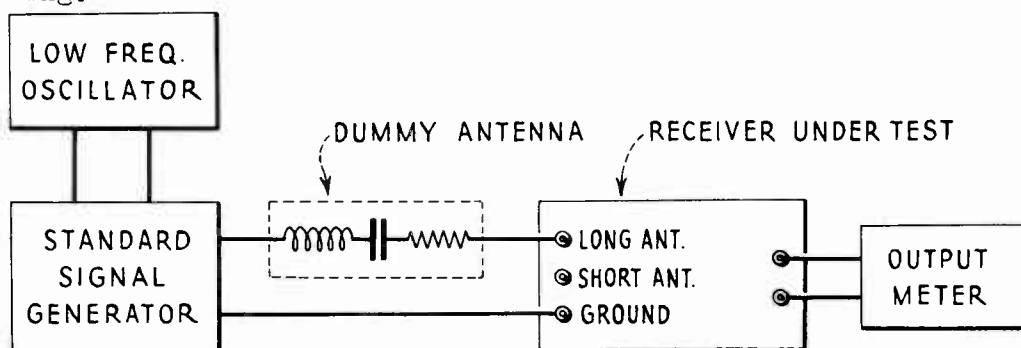 LOW FREQ.
OSCILLATOR
DUMMY ANTENNA
RECEIVER UNDER TEST
STANDARD
SIGNAL
GENERATOR
LONG ANT.
SHORT ANT.
GROUND
OUTPUT
METER